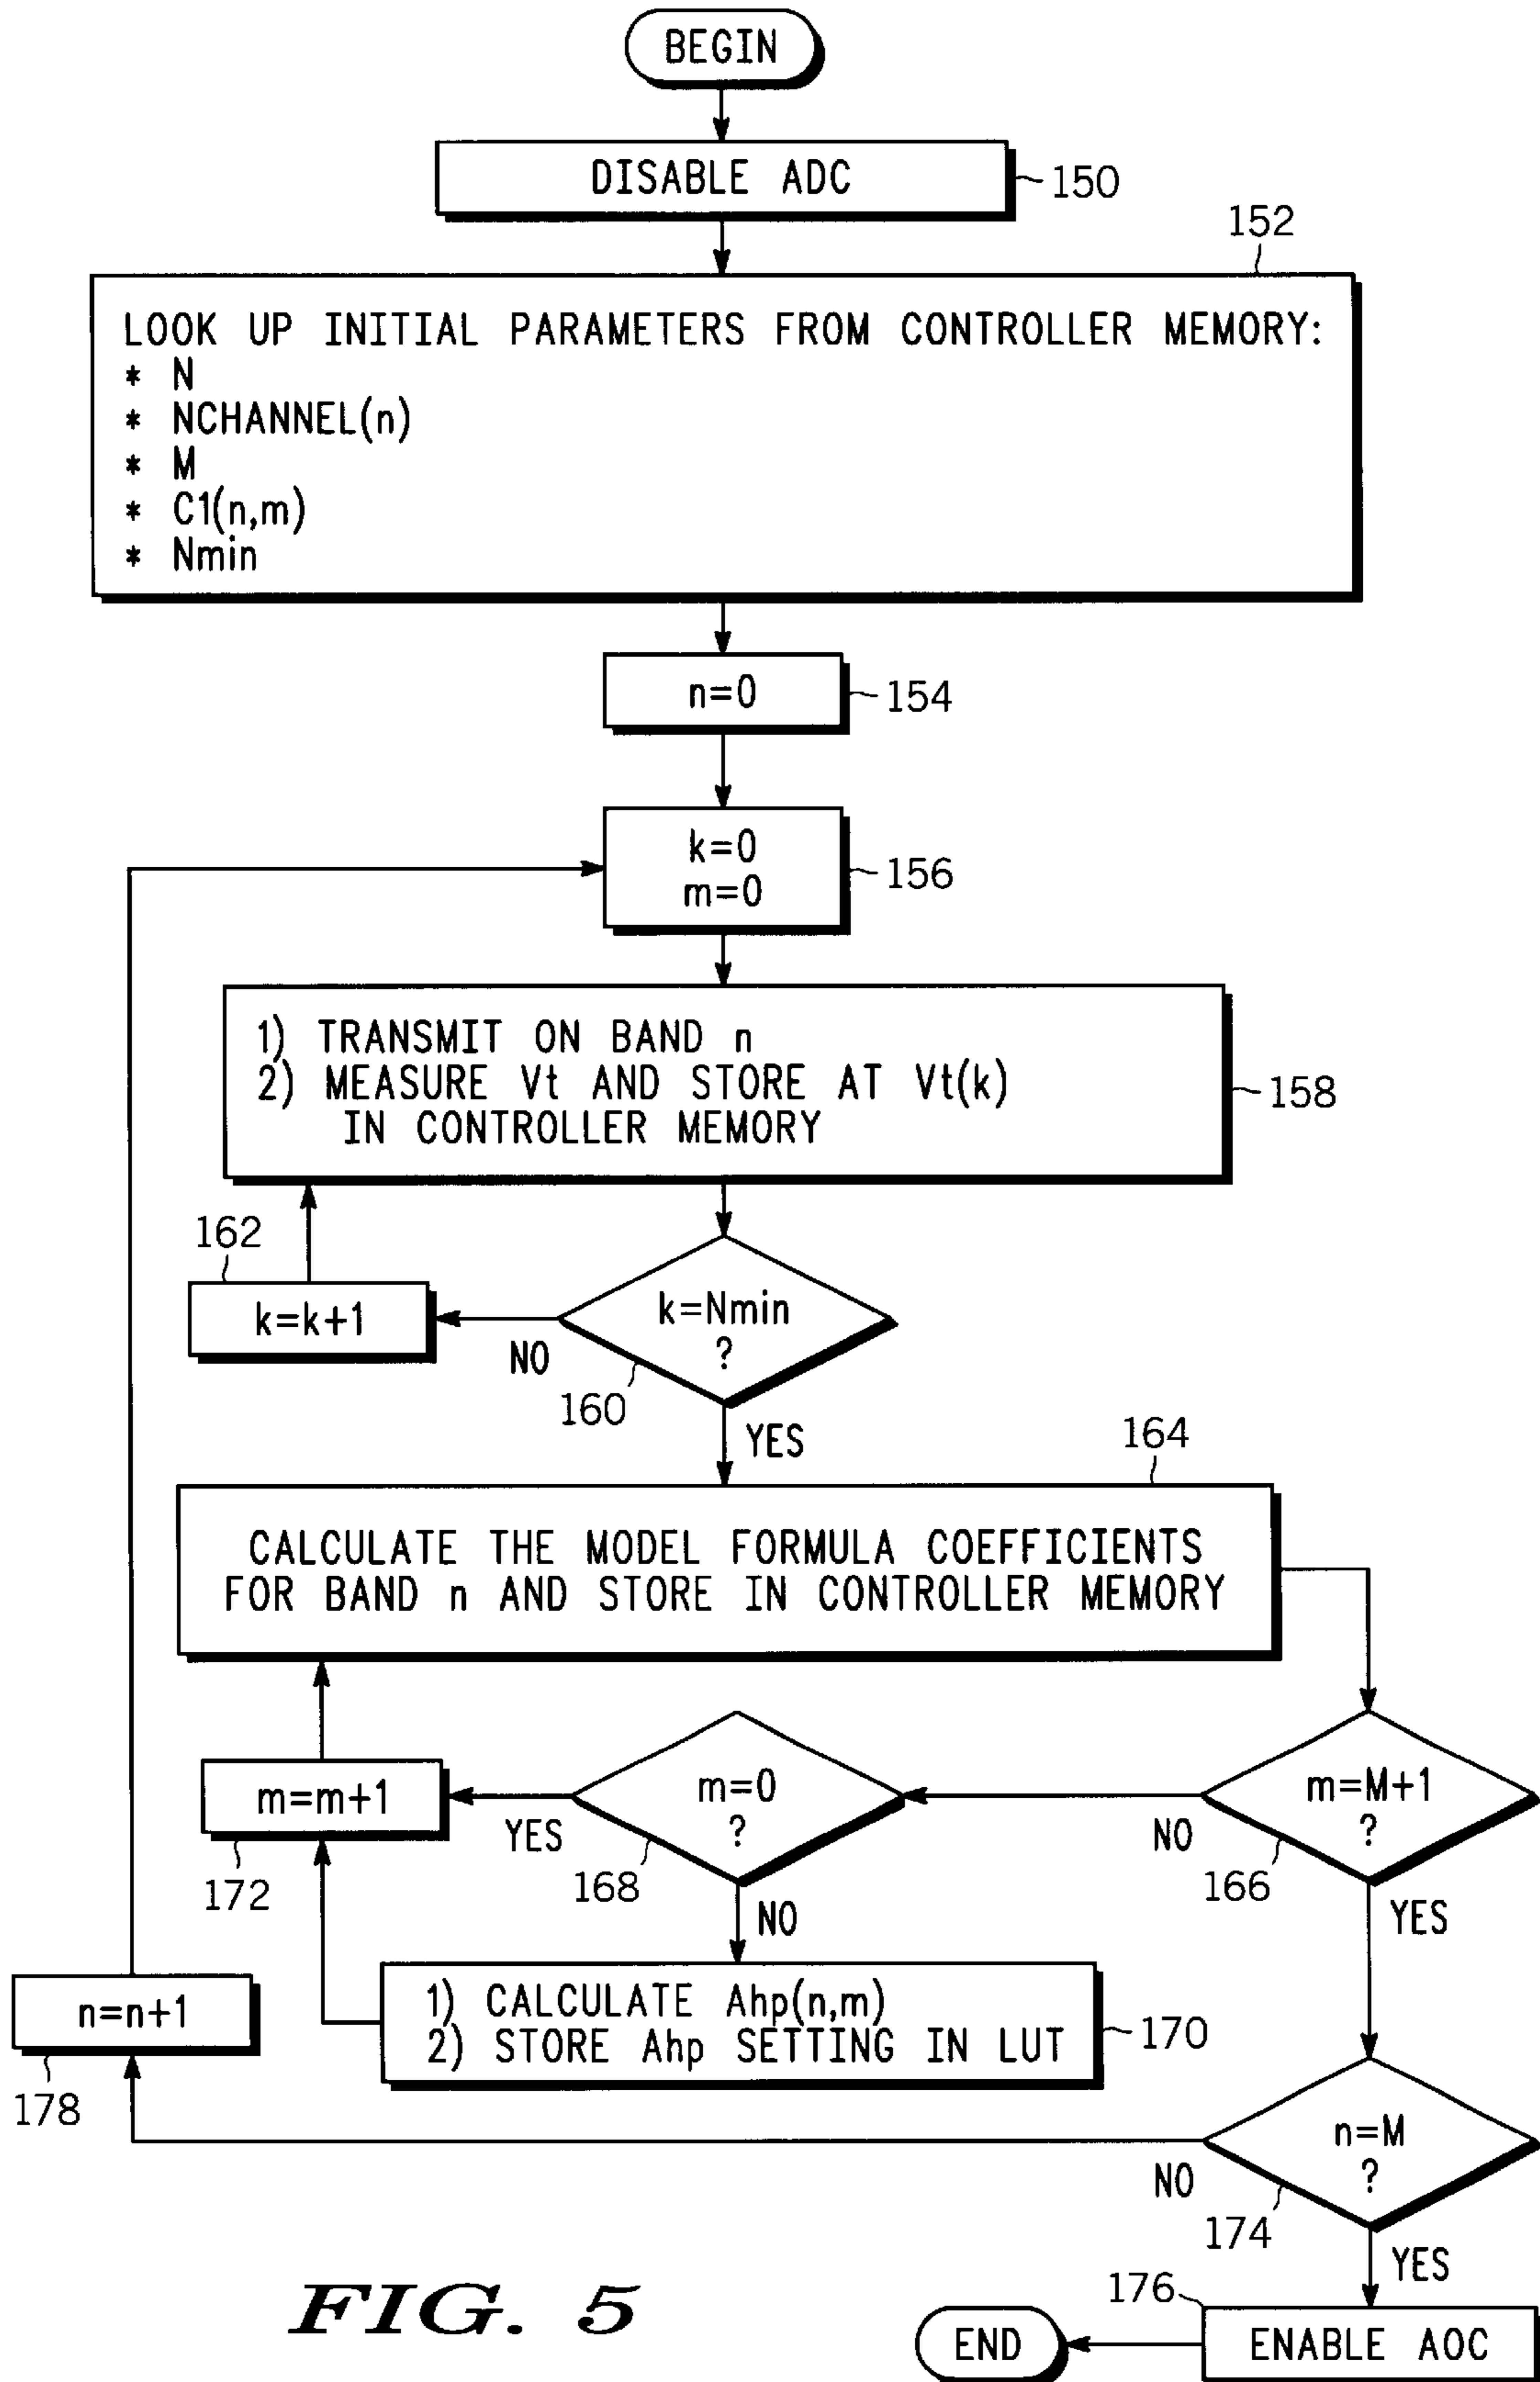 BEGIN
DISABLE ADC
150
152
LOOK UP INITIAL PARAMETERS FROM CONTROLLER MEMORY:
* N
* NCHANNEL(n)
* M
* C1(n,m)
* Nmin
n=0
154
k=0
m=0
156
1) TRANSMIT ON BAND n
2) MEASURE Vt AND STORE AT Vt(k)
IN CONTROLLER MEMORY
158
162
k=k+1
NO
k=Nmin
?
160
YES
164
CALCULATE THE MODEL FORMULA COEFFICIENTS
FOR BAND n AND STORE IN CONTROLLER MEMORY
m=m+1
172
YES
m=0
?
168
NO
NO
m=M+1
?
166
YES
n=n+1
178
1) CALCULATE Ahp(n,m)
2) STORE Ahp SETTING IN LUT
170
NO
n=M
?
174
YES
176
ENABLE AOC
END
FIG. 5